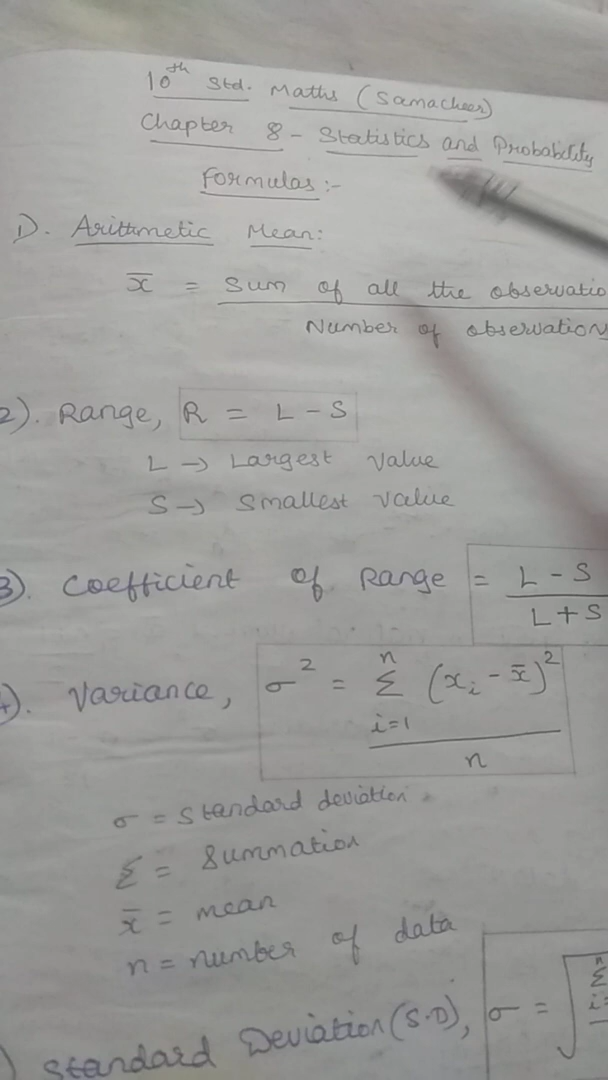 10th Std. Maths (Samacheer)
Chapter 8 - Statistics and Probability
Formulas :-
1). Arithmetic Mean:
x̄ = Sum of all the observatio
Number of observation
2). Range, R = L - S
L → Largest value
S → Smallest value
3). Coefficient of Range = L - S
L + S
4). Variance, σ² = n Σ i=1 (xᵢ - x̄)²
n
σ = Standard deviation.
Σ = Summation
x̄ = mean
n = number of data
) Standard Deviation (S.D), σ = √ n Σ i=